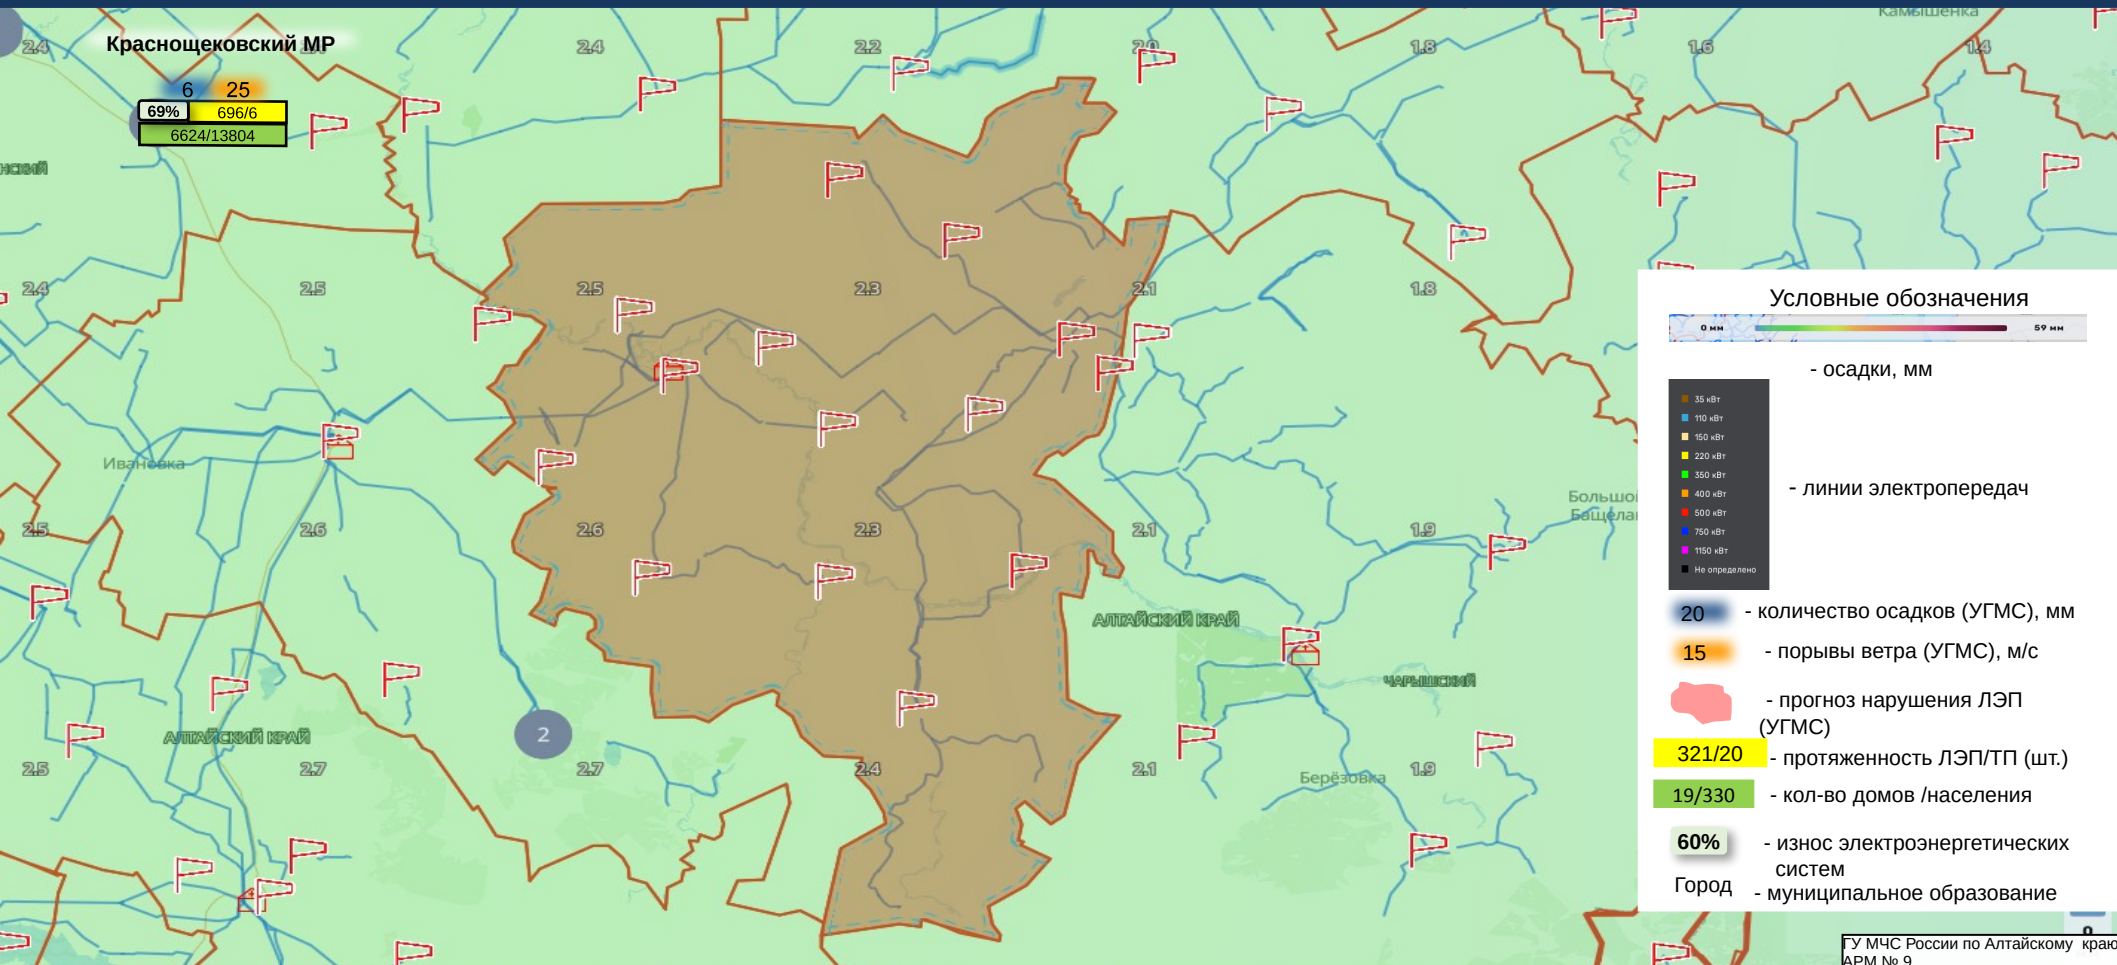 Камышенка
2.4
Краснощековский МР
2.4
2.2
2.0
1.8
1.6
1.4
6 25
69% 696/6
6624/13804
НСКИЙ
2.4
2.5
2.5
2.3
2.1
1.8
Ивановка
2.5
2.6
2.6
2.3
2.1
1.9
АЛТАЙСКИЙ КРАЙ
ЧАРЫШСКИЙ
АЛТАЙСКИЙ КРАЙ
2
2.5
2.7
2.7
2.4
2.1
Берёзовка
1.9
Большо
Бащела
Условные обозначения
0 мм 59 мм
- осадки, мм
35 кВт
110 кВт
150 кВт
220 кВт
350 кВт
400 кВт
500 кВт
750 кВт
1150 кВт
Не определено
- линии электропередач
20 - количество осадков (УГМС), мм
15 - порывы ветра (УГМС), м/с
- прогноз нарушения ЛЭП
(УГМС)
321/20 - протяженность ЛЭП/ТП (шт.)
19/330 - кол-во домов /населения
60% - износ электроэнергетических
систем
Город - муниципальное образование
ГУ МЧС России по Алтайскому краю
АРМ № 9